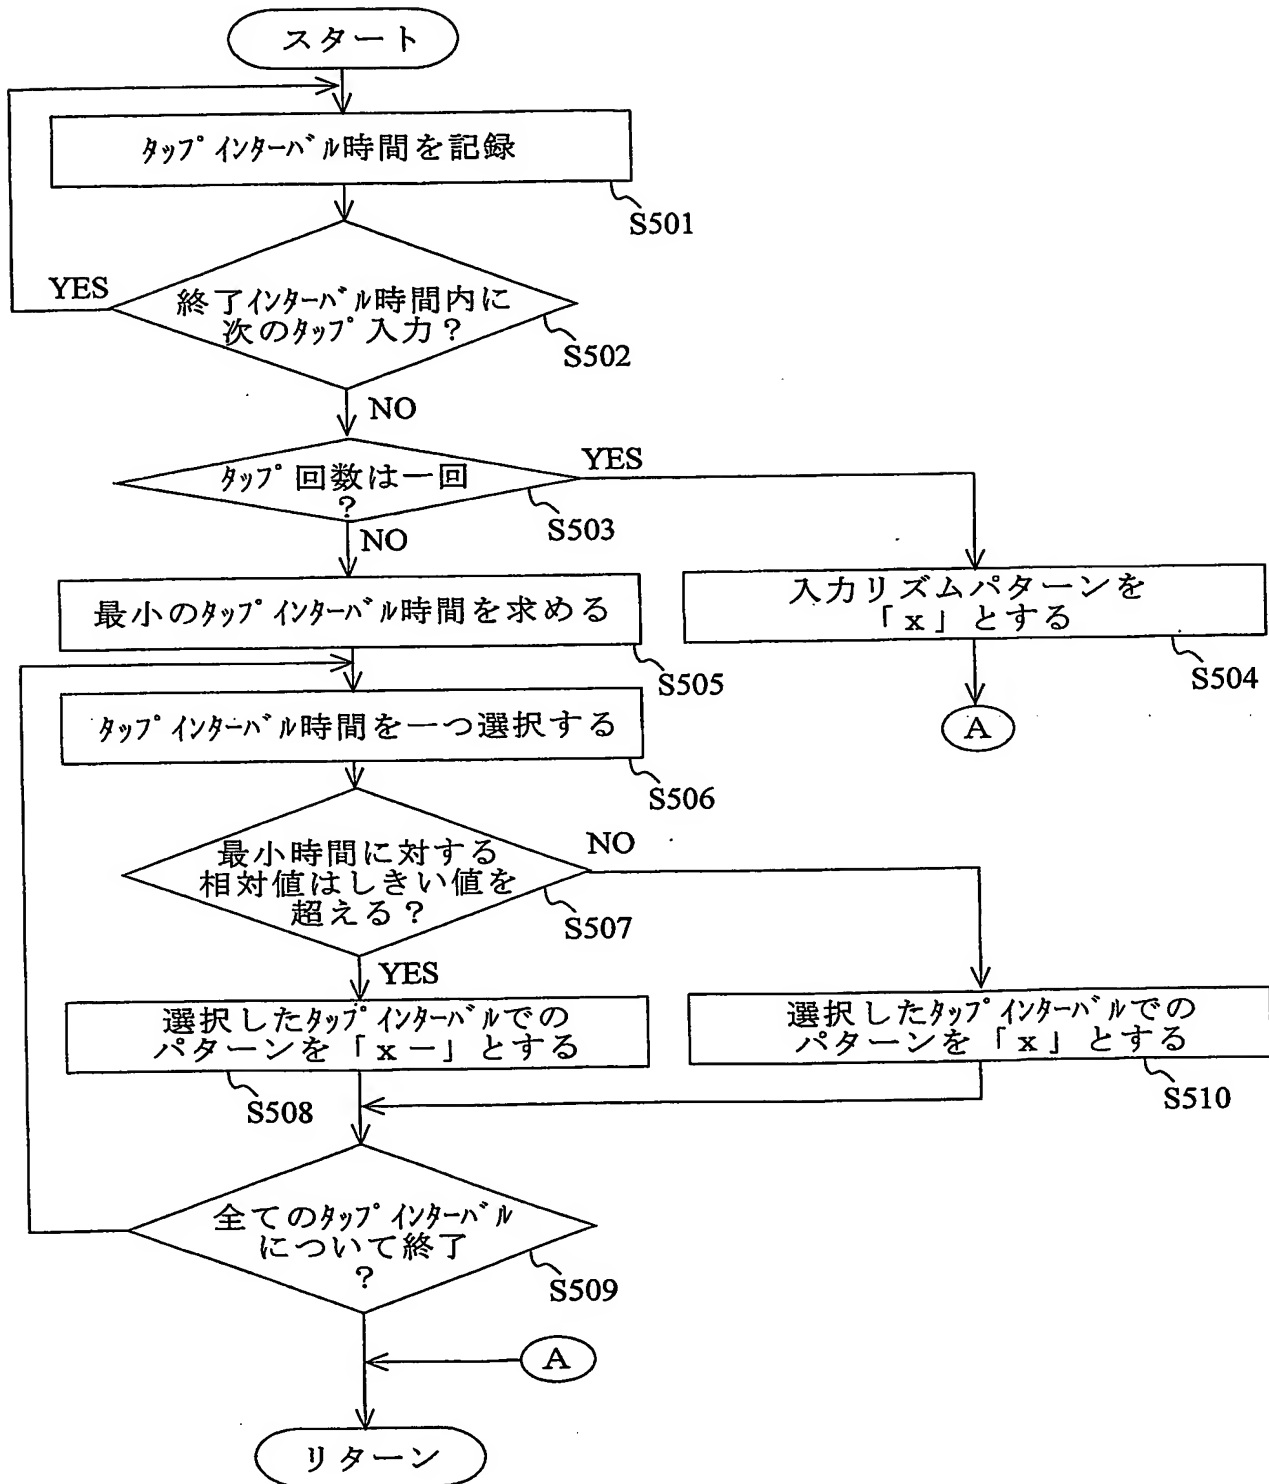 スタート
タップインターバル時間を記録
S501
YES
終了インターバル時間内に
次のタップ入力?
S502
NO
タップ回数は一回
?
YES
S503
NO
最小のタップインターバル時間を求める
S505
入力リズムパターンを
「x」とする
S504
A
タップインターバル時間を一つ選択する
S506
最小時間に対する
相対値はしきい値を
超える?
NO
S507
YES
選択したタップインターバルでの
パターンを「x-」とする
S508
選択したタップインターバルでの
パターンを「x」とする
S510
全てのタップインターバル
について終了
?
S509
A
リターン